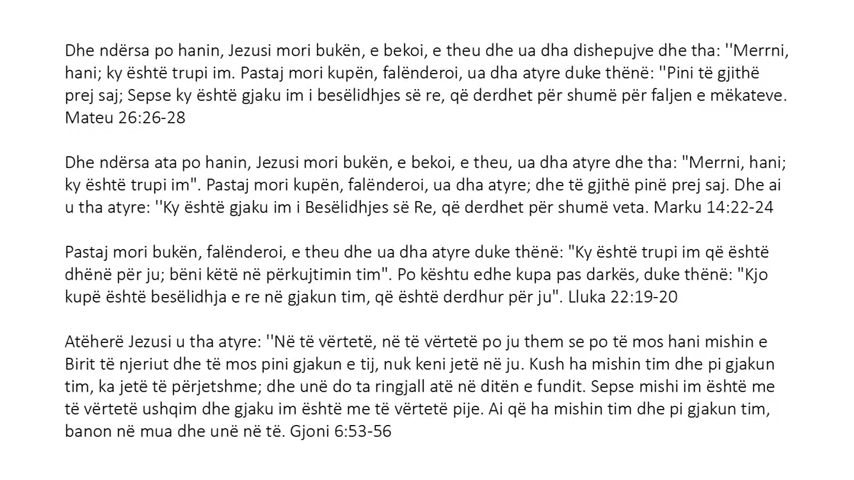 Dhe ndërsa po hanin, Jezusi mori bukën, e bekoi, e theu dhe ua dha dishepujve dhe tha: ''Merrni,
hani; ky është trupi im. Pastaj mori kupën, falënderoi, ua dha atyre duke thënë: ''Pini të gjithë
prej saj; Sepse ky është gjaku im i besëlidhjes së re, që derdhet për shumë për faljen e mëkateve.
Mateu 26:26-28
Dhe ndërsa ata po hanin, Jezusi mori bukën, e bekoi, e theu, ua dha atyre dhe tha: "Merrni, hani;
ky është trupi im". Pastaj mori kupën, falënderoi, ua dha atyre; dhe të gjithë pinë prej saj. Dhe ai
u tha atyre: ''Ky është gjaku im i Besëlidhjes së Re, që derdhet për shumë veta. Marku 14:22-24
Pastaj mori bukën, falënderoi, e theu dhe ua dha atyre duke thënë: "Ky është trupi im që është
dhënë për ju; bëni këtë në përkujtimin tim". Po kështu edhe kupa pas darkës, duke thënë: "Kjo
kupë është besëlidhja e re në gjakun tim, që është derdhur për ju". Lluka 22:19-20
Atëherë Jezusi u tha atyre: ''Në të vërtetë, në të vërtetë po ju them se po të mos hani mishin e
Birit të njeriut dhe të mos pini gjakun e tij, nuk keni jetë në ju. Kush ha mishin tim dhe pi gjakun
tim, ka jetë të përjetshme; dhe unë do ta ringjall atë në ditën e fundit. Sepse mishi im është me
të vërtetë ushqim dhe gjaku im është me të vërtetë pije. Ai që ha mishin tim dhe pi gjakun tim,
banon në mua dhe unë në të. Gjoni 6:53-56